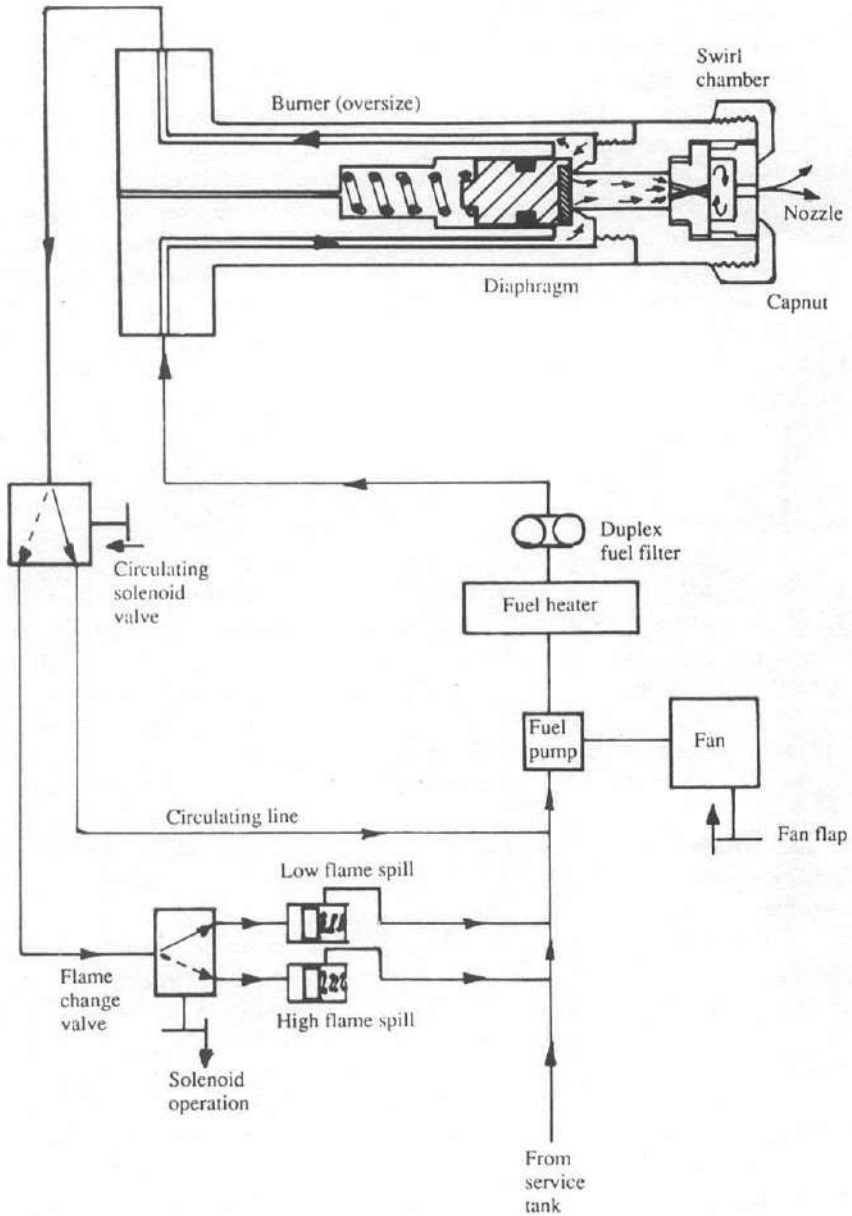 Swirl
chamber
Burner (oversize)
Nozzle
Diaphragm
Capnut
Duplex
fuel filter
Circulating
solenoid
valve
Fuel heater
Fuel
pump
Fan
Circulating line
Fan flap
Low flame spill
Flame
change
valve
High flame spill
Solenoid
operation
From
service
tank